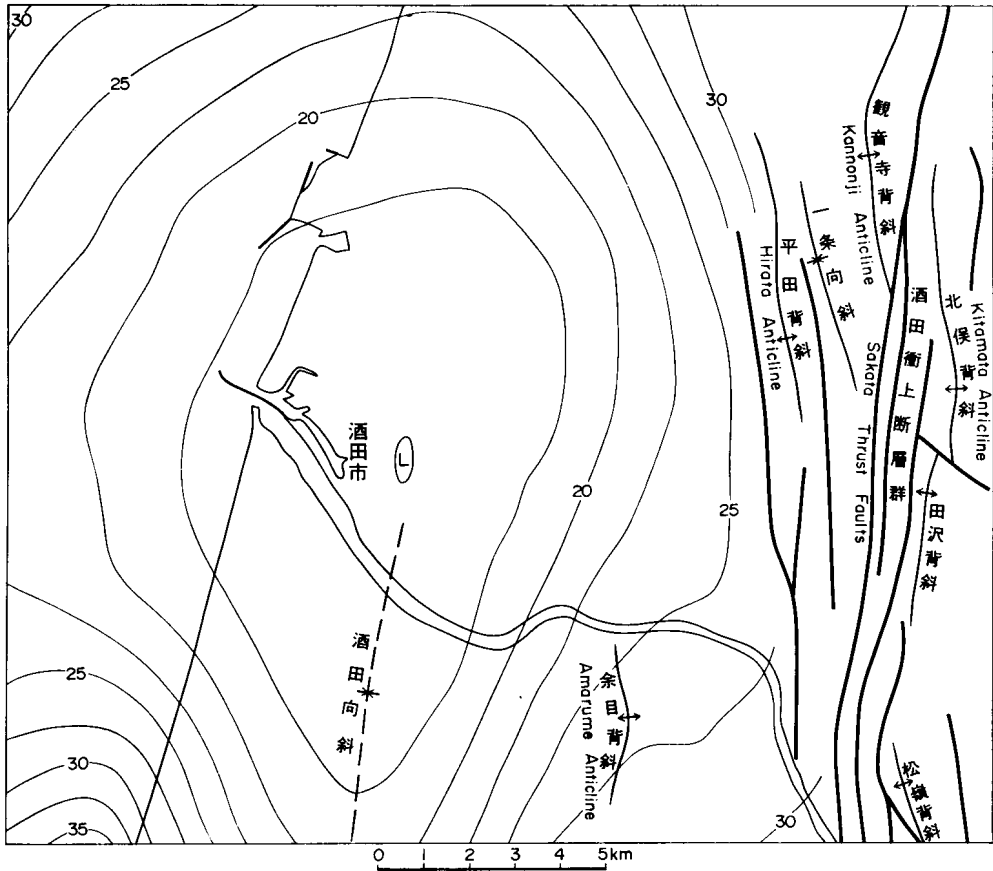 30
25
20
30
観音寺背斜
Kannonji Anticline
一条向斜
平田背斜
Hirata Anticline
北俣背斜
Kitamata Anticline
酒田衝上断層群
Sakata Thrust Faults
酒田市
L
20
25
田沢背斜
酒田向斜
余目背斜
Amarume Anticline
25
30
35
30
松嶺背斜
0 1 2 3 4 5km